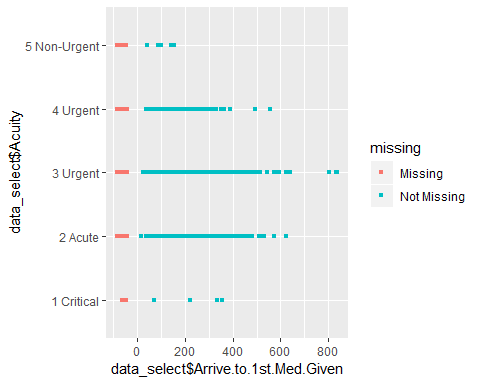 data_select$Acuity
5 Non-Urgent
4 Urgent
3 Urgent
2 Acute
1 Critical
0 200 400 600 800
data_select$Arrive.to.1st.Med.Given
missing
Missing
Not Missing